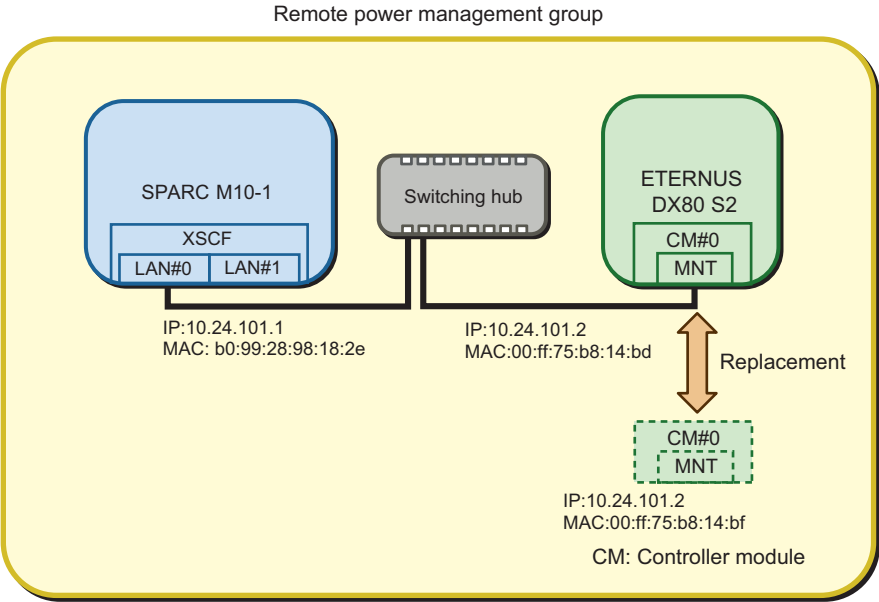 Remote power management group
SPARC M10-1
XSCF
LAN#0
LAN#1
Switching hub
ETERNUS
DX80 S2
CM#0
MNT
IP:10.24.101.1
MAC: b0:99:28:98:18:2e
IP:10.24.101.2
MAC:00:ff:75:b8:14:bd
Replacement
CM#0
MNT
IP:10.24.101.2
MAC:00:ff:75:b8:14:bf
CM: Controller module